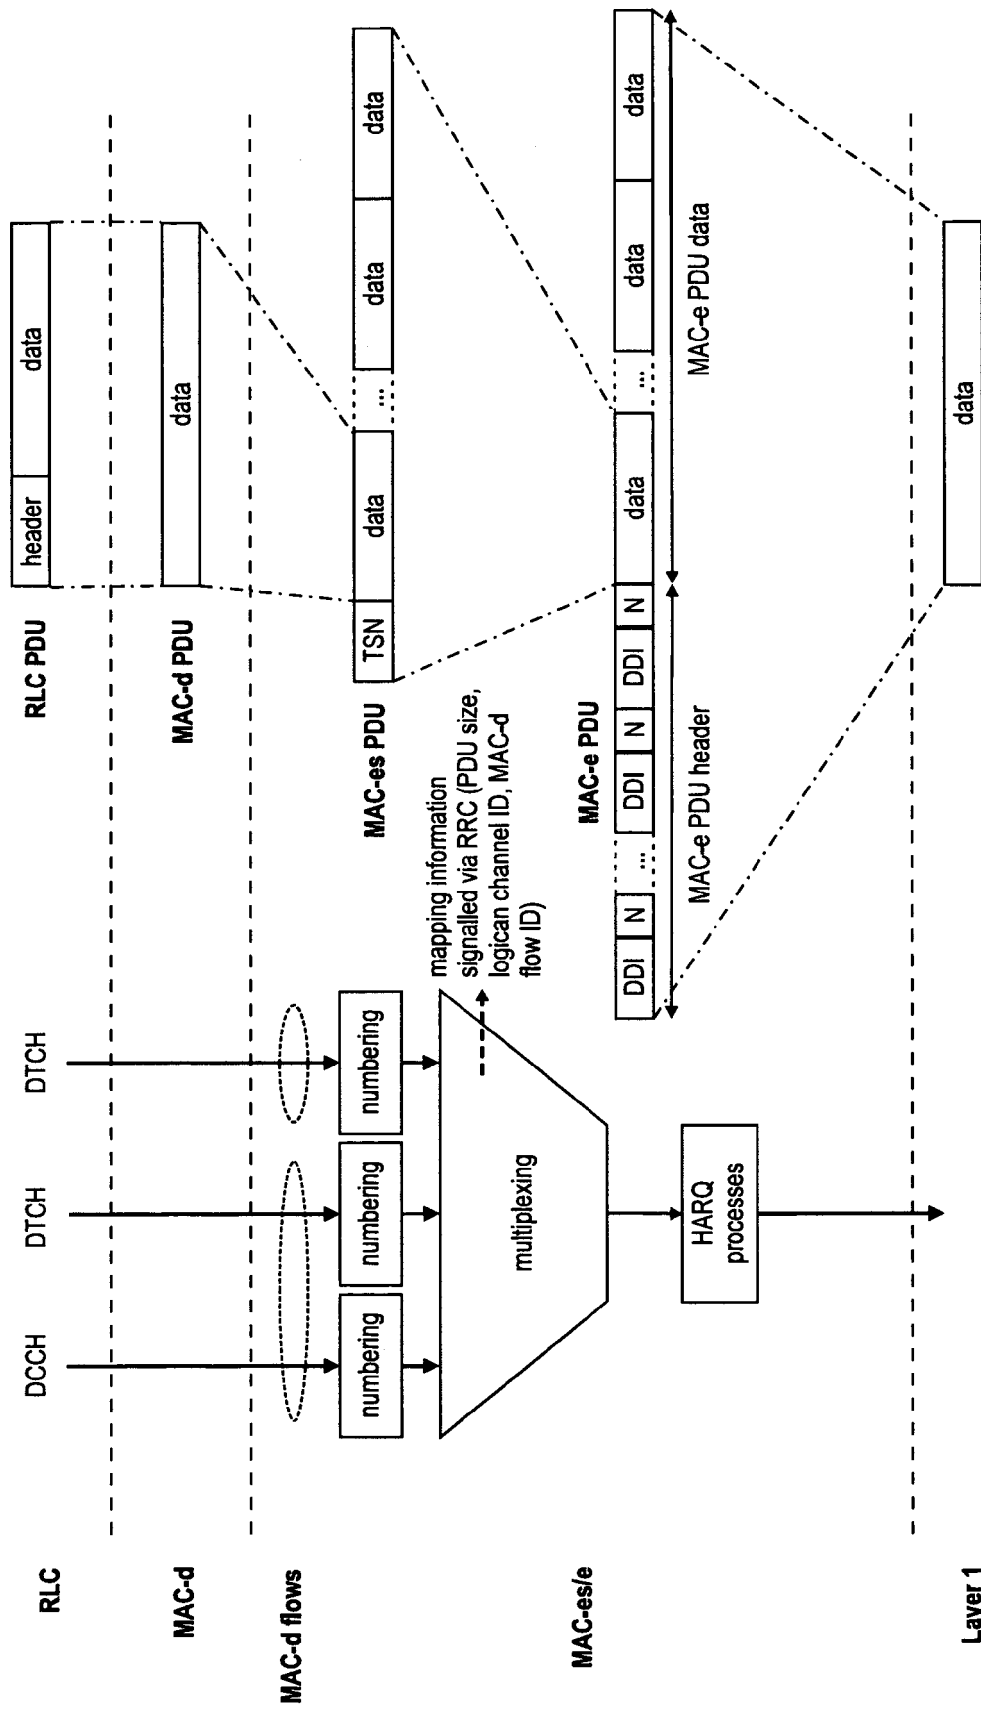 RLC
DCCH
DTCH
DTCH
RLC PDU
header
data
MAC-d
MAC-d PDU
data
MAC-d flows
numbering
numbering
numbering
MAC-es PDU
TSN
data
...
data
data
MAC-es/e
multiplexing
mapping information
signalled via RRC (PDU size,
logican channel ID, MAC-d
flow ID)
MAC-e PDU
DDI
N
...
DDI
N
DDI
N
data
...
data
data
MAC-e PDU header
MAC-e PDU data
HARQ
processes
Layer 1
data